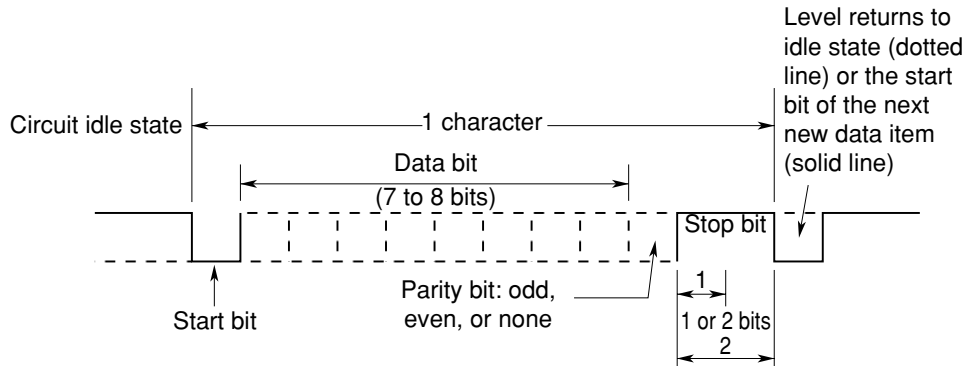 Level returns to
idle state (dotted
line) or the start
bit of the next
new data item
(solid line)
Circuit idle state
1 character
Data bit
(7 to 8 bits)
Stop bit
Start bit
Parity bit: odd,
even, or none
1
1 or 2 bits
2